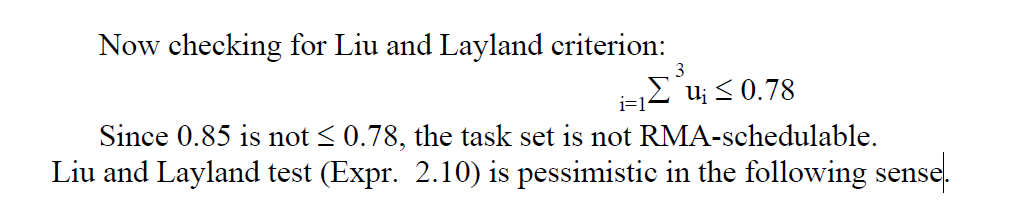 Now checking for Liu and Layland criterion:
i=1∑³ uᵢ ≤ 0.78
Since 0.85 is not ≤ 0.78, the task set is not RMA-schedulable.
Liu and Layland test (Expr. 2.10) is pessimistic in the following sense.